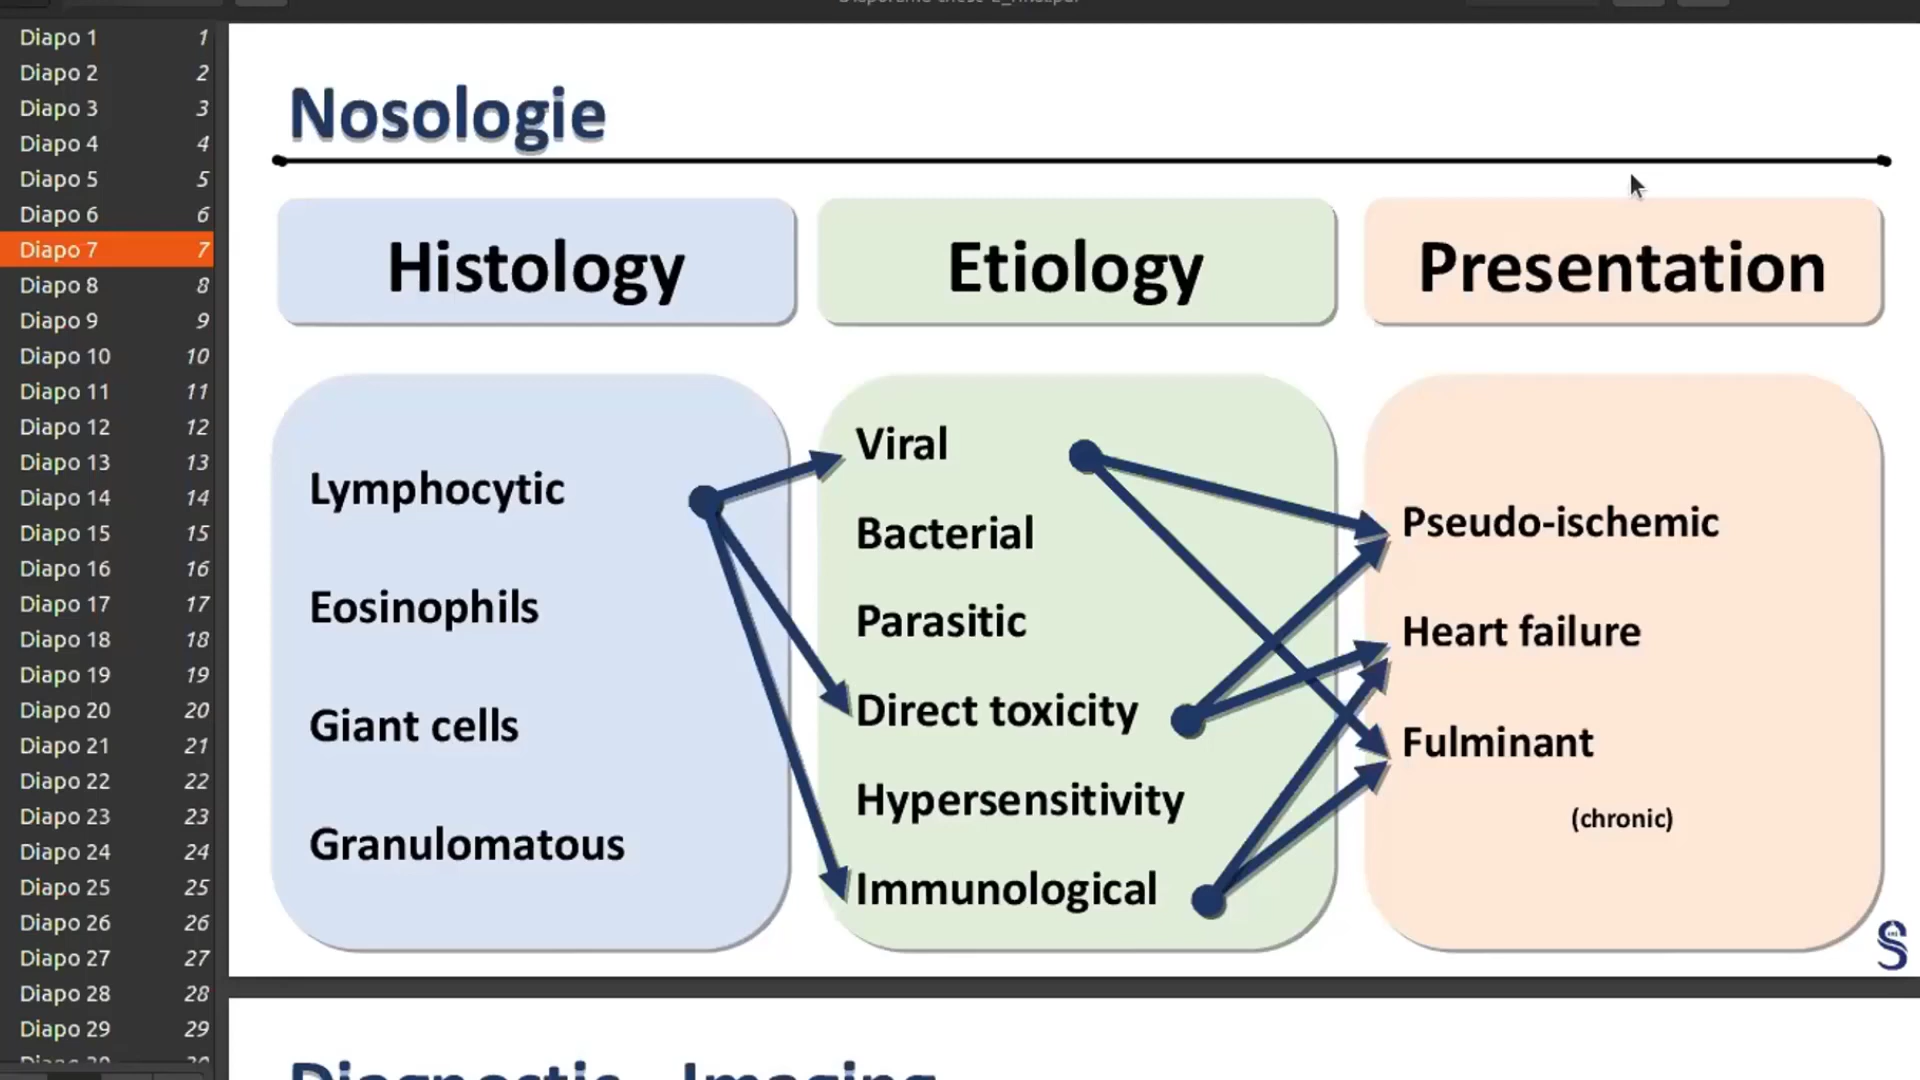 Diapo 1 1
Diapo 2 2
Diapo 3 3
Diapo 4 4
Diapo 5 5
Diapo 6 6
Diapo 7 7
Diapo 8 8
Diapo 9 9
Diapo 10 10
Diapo 11 11
Diapo 12 12
Diapo 13 13
Diapo 14 14
Diapo 15 15
Diapo 16 16
Diapo 17 17
Diapo 18 18
Diapo 19 19
Diapo 20 20
Diapo 21 21
Diapo 22 22
Diapo 23 23
Diapo 24 24
Diapo 25 25
Diapo 26 26
Diapo 27 27
Diapo 28 28
Diapo 29 29
Nosologie
Histology
Lymphocytic
Eosinophils
Giant cells
Granulomatous
Etiology
Viral
Bacterial
Parasitic
Direct toxicity
Hypersensitivity
Immunological
Presentation
Pseudo-ischemic
Heart failure
Fulminant
(chronic)
Diagnostic - Imaging